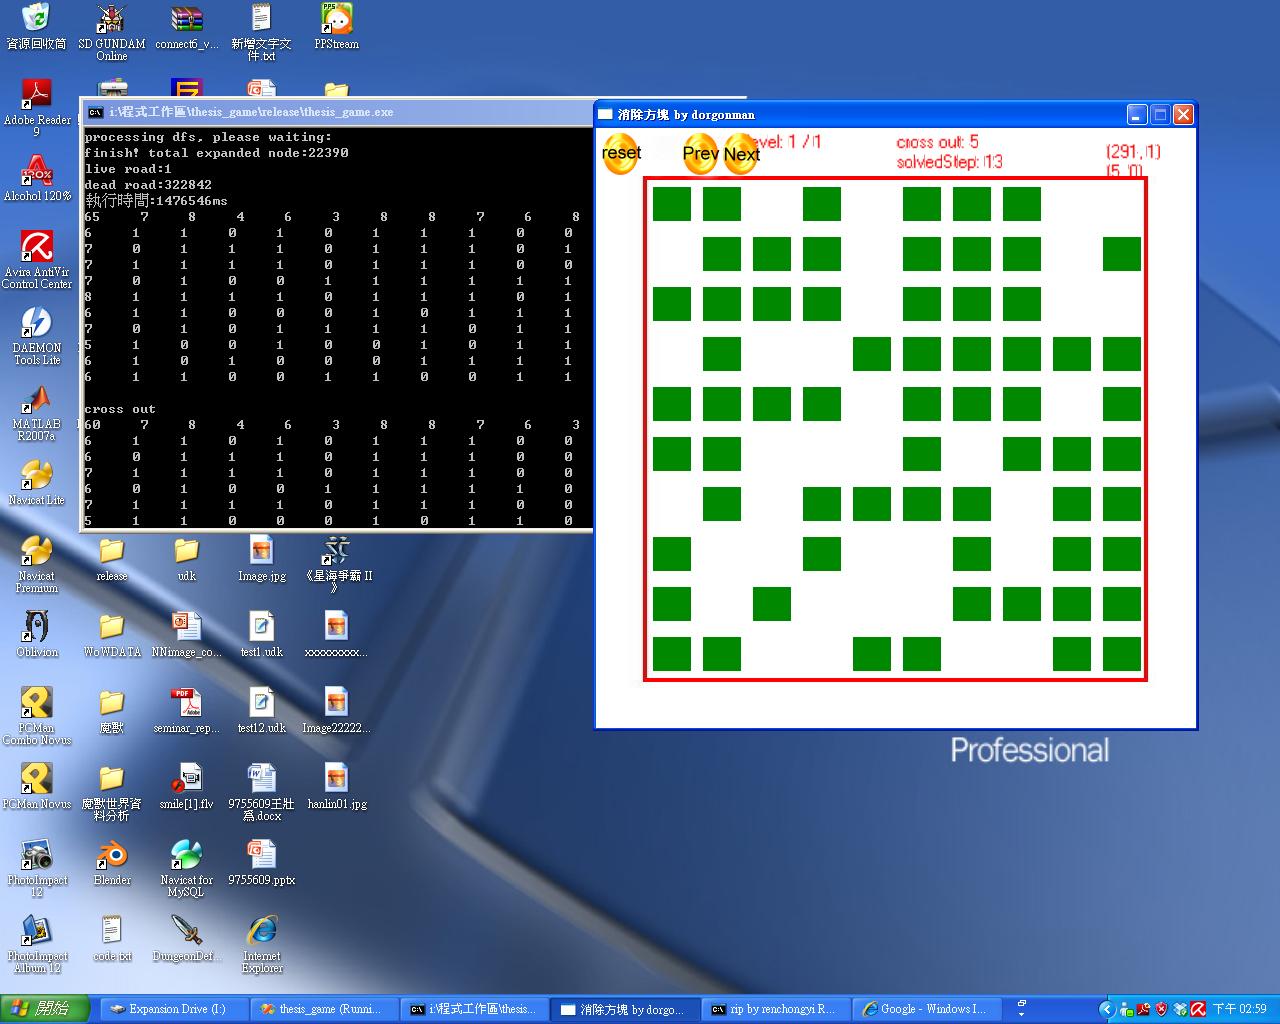 資源回收筒
SD GUNDAM Online
connect6_v...
新增文字文件.txt
PPStream
Adobe Reader 9
Alcohol 120%
Avira AntiVir Control Center
DAEMON Tools Lite
MATLAB R2007a
Navicat Lite
Navicat Premium
release
udk
Image.jpg
《星海爭霸 II》
Oblivion
WoWDATA
NNimage_co...
test1.udk
xxxxxxxxx...
PCMan Combo Novus
魔獸
seminar_rep...
test12.udk
Image22222...
PCMan Novus
魔獸世界資料分析
smile[1].flv
9755609王壯為.docx
hanlin01.jpg
PhotoImpact 12
Blender
Navicat for MySQL
9755609.pptx
PhotoImpact Album 12
code.txt
DungeonDef...
Internet Explorer
i:\程式工作區\thesis_game\release\thesis_game.exe
processing dfs, please waiting:
finish! total expanded node:22390
live road:1
dead road:322842
執行時間:1476546ms
65 7 8 4 6 3 8 8 7 6 8
6 1 1 0 1 0 1 1 1 0 0
7 0 1 1 1 0 1 1 1 0 1
7 1 1 1 1 0 1 1 1 0 0
7 0 1 0 0 1 1 1 1 1 1
8 1 1 1 1 0 1 1 1 0 1
6 1 1 0 0 0 1 0 1 1 1
7 0 1 0 1 1 1 1 0 1 1
5 1 0 0 1 0 0 1 0 1 1
6 1 0 1 0 0 0 1 1 1 1
6 1 1 0 0 1 1 0 0 1 1
cross out
60 7 8 4 6 3 8 8 7 6 3
6 1 1 0 1 0 1 1 1 0 0
6 0 1 1 1 0 1 1 1 0 0
7 1 1 1 1 0 1 1 1 0 0
6 0 1 0 0 1 1 1 1 1 0
7 1 1 1 1 0 1 1 1 0 0
5 1 1 0 0 0 1 0 1 1 0
消除方塊 by dorgonman
reset
Prev
Next
evel: 1 / 1
cross out: 5
solvedStep: 13
(291, 1)
(5, 0)
Professional
開始
Expansion Drive (I:)
thesis_game (Runni...
i:\程式工作區\thesis...
消除方塊 by dorgo...
rip by renchongyi R...
Google - Windows I...
下午 02:59